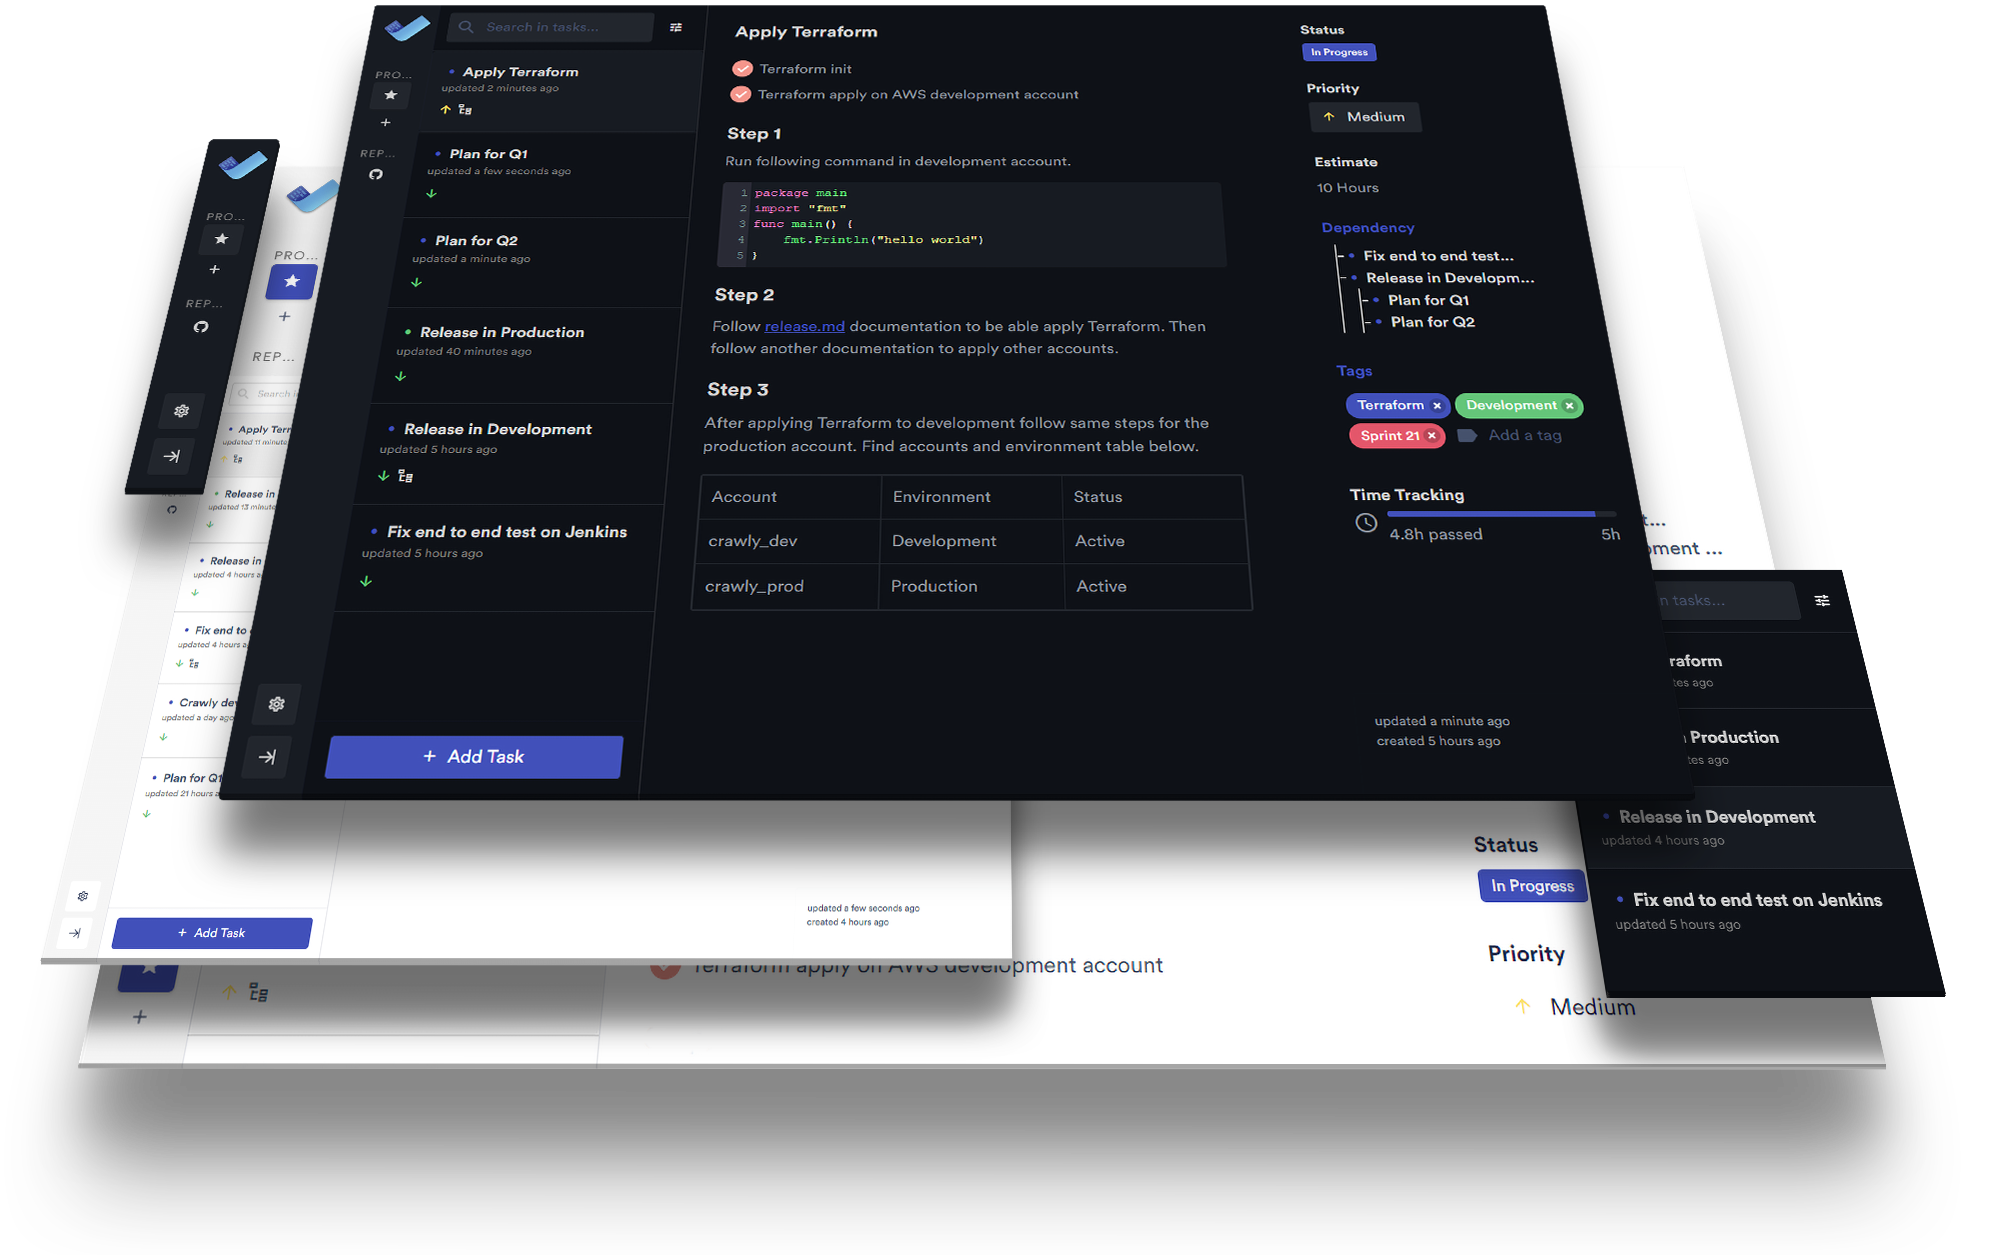 Search in tasks...
PRO...
REP...
Apply Terraform
updated 2 minutes ago
Plan for Q1
updated a few seconds ago
Plan for Q2
updated a minute ago
Release in Production
updated 40 minutes ago
Release in Development
updated 5 hours ago
Fix end to end test on Jenkins
updated 5 hours ago
+ Add Task
Apply Terraform
Terraform init
Terraform apply on AWS development account
Step 1
Run following command in development account.
1 package main
2 import "fmt"
3 func main() {
4 fmt.Println("hello world")
5 }
Step 2
Follow release.md documentation to be able apply Terraform. Then
follow another documentation to apply other accounts.
Step 3
After applying Terraform to development follow same steps for the
production account. Find accounts and environment table below.
Account Environment Status
crawly_dev Development Active
crawly_prod Production Active
Status
In Progress
Priority
Medium
Estimate
10 Hours
Dependency
Fix end to end test...
Release in Developm...
Plan for Q1
Plan for Q2
Tags
Terraform × Development ×
Sprint 21 × Add a tag
Time Tracking
4.8h passed 5h
updated a minute ago
created 5 hours ago
PRO...
REP...
PRO...
REP...
Search i
Apply Terr
updated 11 minute
Release in
updated 13 minute
Release in
updated 4 hours a
Fix end to
updated 4 hours a
Crawly dev
updated a day ago
Plan for Q1
updated 21 hours a
+ Add Task
updated a few seconds ago
created 4 hours ago
t...
pment ...
n tasks...
raform
tes ago
Production
tes ago
Release in Development
updated 4 hours ago
Fix end to end test on Jenkins
updated 5 hours ago
Status
In Progress
Priority
Medium
Terraform apply on AWS development account